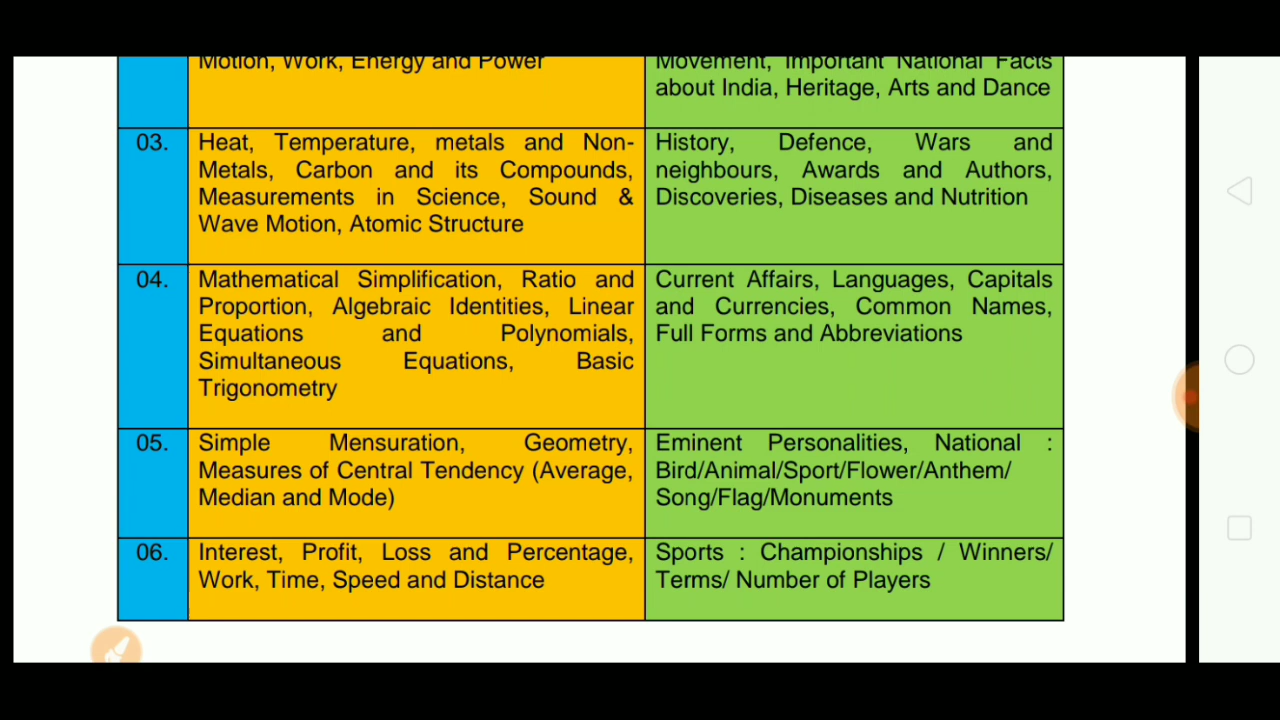 Motion, Work, Energy and Power
Movement, Important National Facts
about India, Heritage, Arts and Dance
03.
Heat, Temperature, metals and Non-
Metals, Carbon and its Compounds,
Measurements in Science, Sound &
Wave Motion, Atomic Structure
History, Defence, Wars and
neighbours, Awards and Authors,
Discoveries, Diseases and Nutrition
04.
Mathematical Simplification, Ratio and
Proportion, Algebraic Identities, Linear
Equations and Polynomials,
Simultaneous Equations, Basic
Trigonometry
Current Affairs, Languages, Capitals
and Currencies, Common Names,
Full Forms and Abbreviations
05.
Simple Mensuration, Geometry,
Measures of Central Tendency (Average,
Median and Mode)
Eminent Personalities, National :
Bird/Animal/Sport/Flower/Anthem/
Song/Flag/Monuments
06.
Interest, Profit, Loss and Percentage,
Work, Time, Speed and Distance
Sports : Championships / Winners/
Terms/ Number of Players